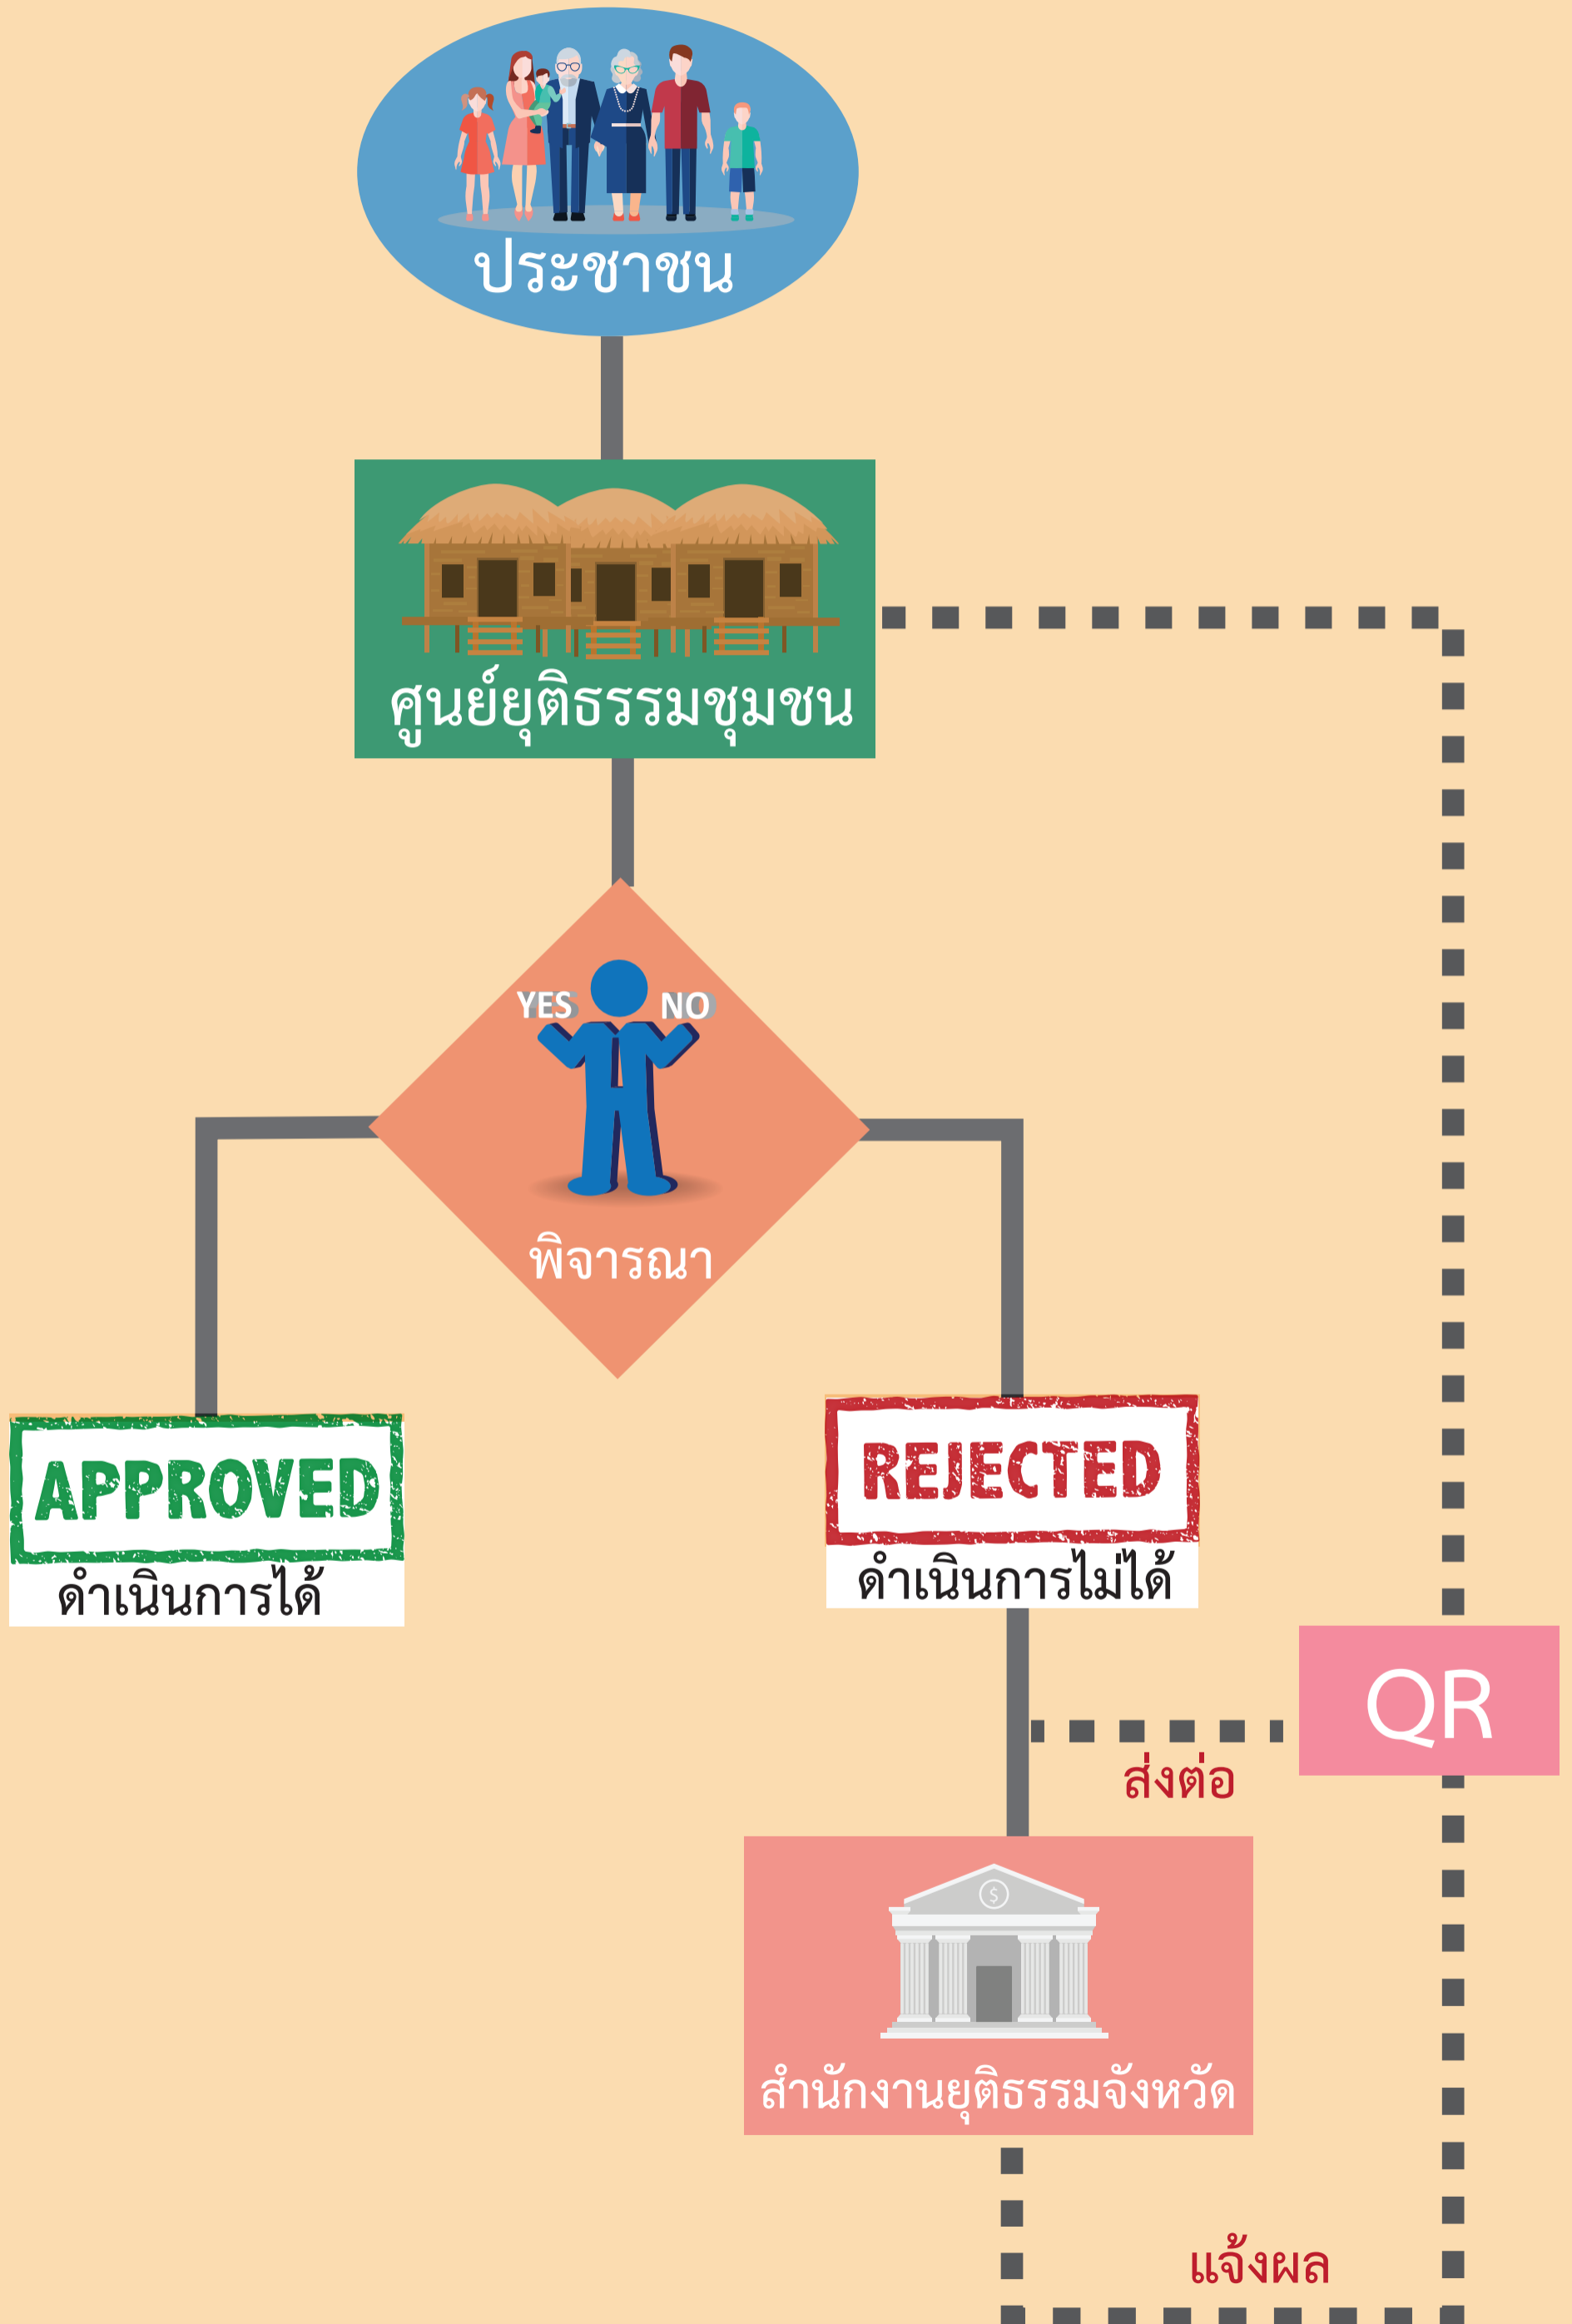 ประชาชน
ศูนย์ยุติธรรมชุมชน
YES NO
พิจารณา
APPROVED
ดำเนินการได้
REJECTED
ดำเนินการไม่ได้
QR
ส่งต่อ
$
สำนักงานยุติธรรมจังหวัด
แจ้งผล